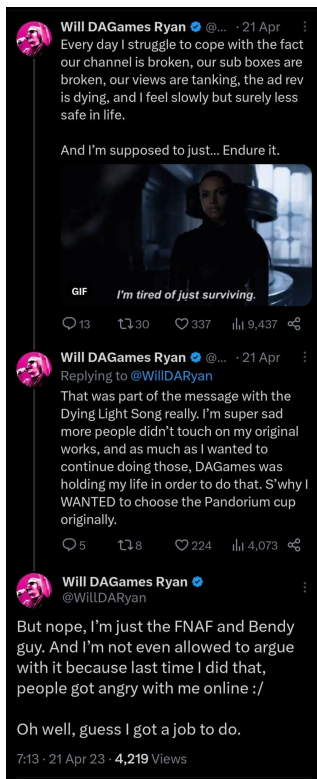 Will DAGames Ryan @... · 21 Apr
Every day I struggle to cope with the fact
our channel is broken, our sub boxes are
broken, our views are tanking, the ad rev
is dying, and I feel slowly but surely less
safe in life.
And I'm supposed to just... Endure it.
GIF
I'm tired of just surviving.
13 30 337 9,437
Will DAGames Ryan @... · 21 Apr
Replying to @WillDARyan
That was part of the message with the
Dying Light Song really. I'm super sad
more people didn't touch on my original
works, and as much as I wanted to
continue doing those, DAGames was
holding my life in order to do that. S'why I
WANTED to choose the Pandorium cup
originally.
5 8 224 4,073
Will DAGames Ryan
@WillDARyan
But nope, I'm just the FNAF and Bendy
guy. And I'm not even allowed to argue
with it because last time I did that,
people got angry with me online :/
Oh well, guess I got a job to do.
7:13 · 21 Apr 23 · 4,219 Views